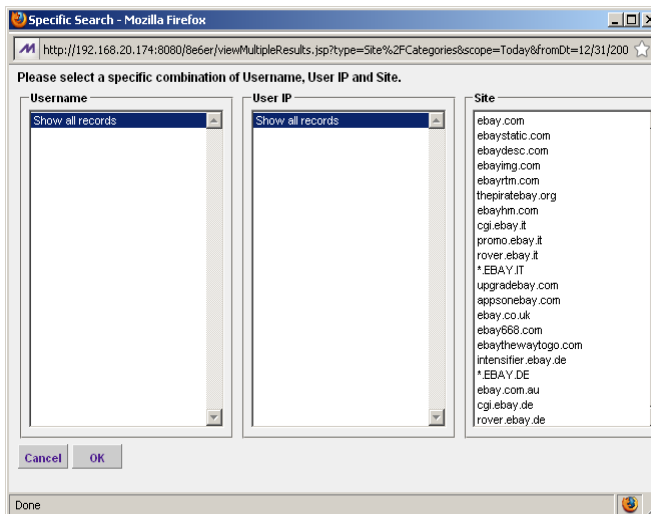 Specific Search - Mozilla Firefox
http://192.168.20.174:8080/8e6er/viewMultipleResults.jsp?type=Site%2FCategories&scope=Today&fromDt=12/31/200
Please select a specific combination of Username, User IP and Site.
Username
Show all records
User IP
Show all records
Site
ebay.com
ebaystatic.com
ebaydesc.com
ebayimg.com
ebayrtm.com
thepiratebay.org
ebayhm.com
cgi.ebay.it
promo.ebay.it
rover.ebay.it
*.EBAY.IT
upgradebay.com
appsonebay.com
ebay.co.uk
ebay668.com
ebaythewaytogo.com
intensifier.ebay.de
*.EBAY.DE
ebay.com.au
cgi.ebay.de
rover.ebay.de
Cancel OK
Done